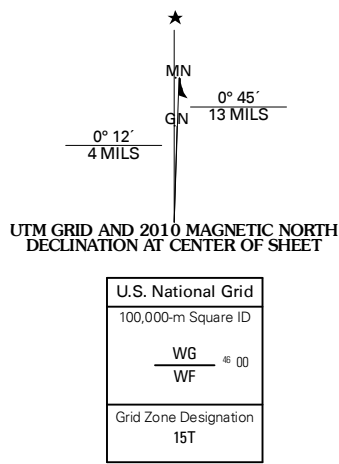 ★
MN
0° 45´
13 MILS
GN
0° 12´
4 MILS
UTM GRID AND 2010 MAGNETIC NORTH
DECLINATION AT CENTER OF SHEET
U.S. National Grid
100,000-m Square ID
WG
46 00
WF
Grid Zone Designation
15T